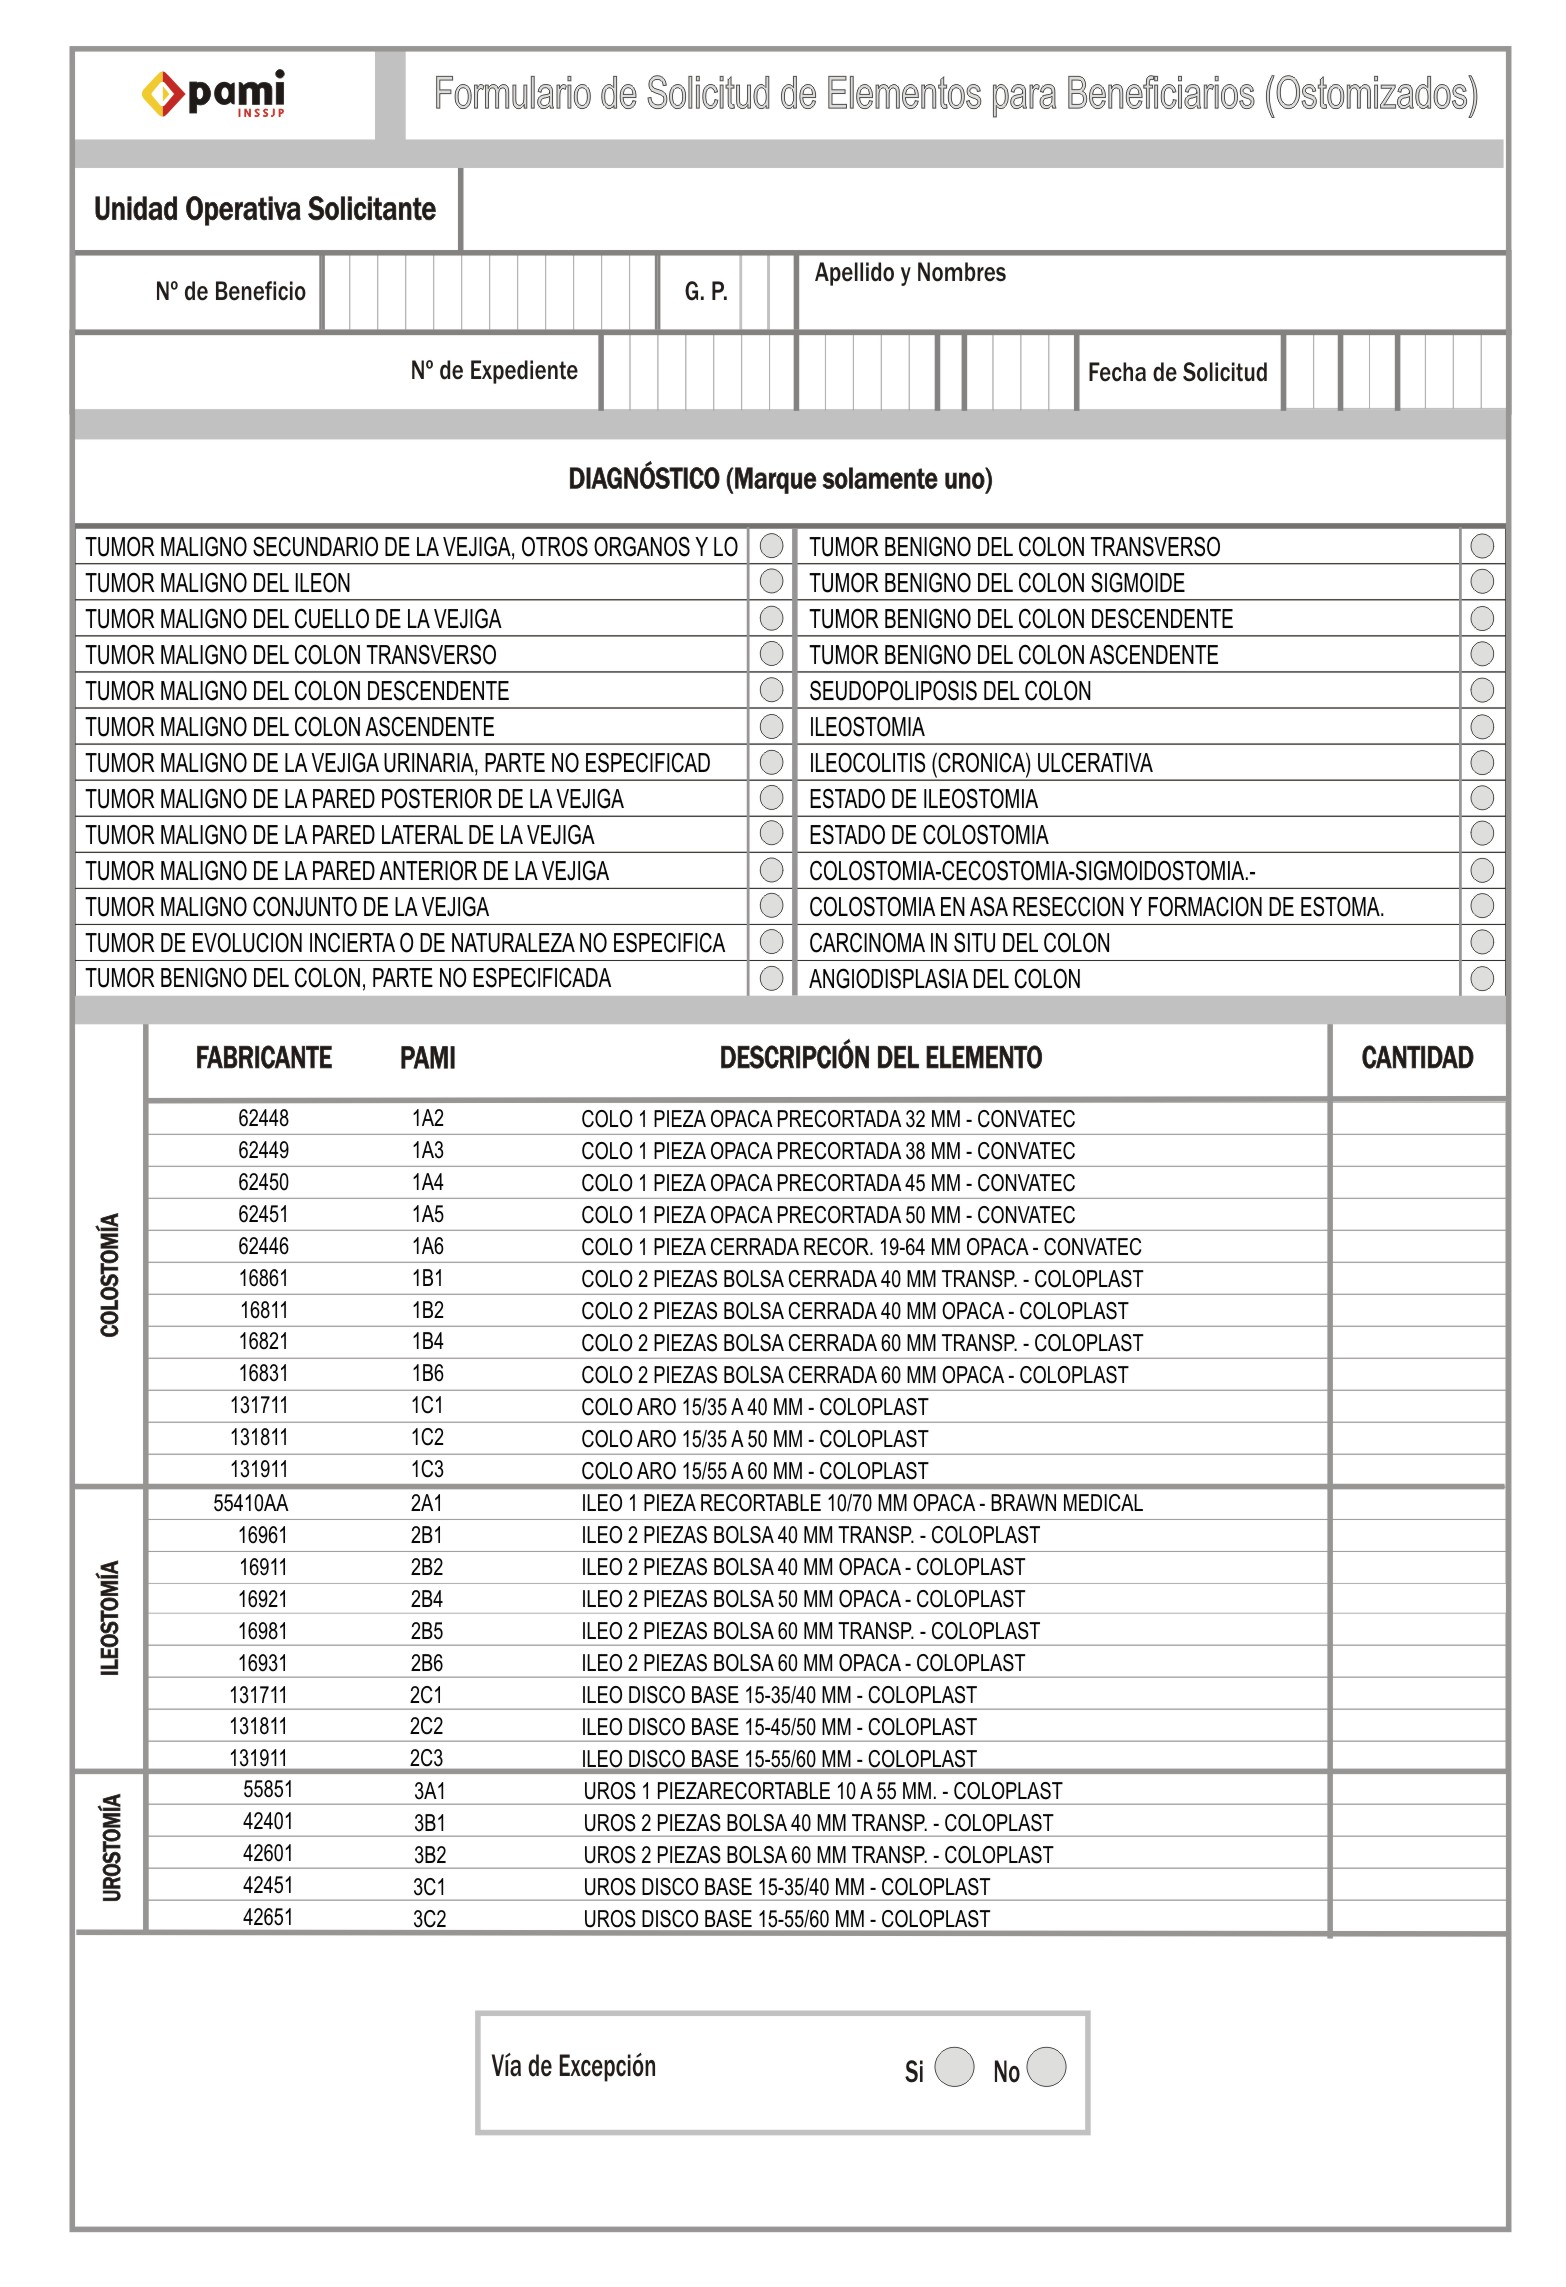 pami
INSSJP
Formulario de Solicitud de Elementos para Beneficiarios (Ostomizados)
Unidad Operativa Solicitante
Nº de Beneficio
G. P.
Apellido y Nombres
Nº de Expediente
Fecha de Solicitud
DIAGNÓSTICO (Marque solamente uno)
TUMOR MALIGNO SECUNDARIO DE LA VEJIGA, OTROS ORGANOS Y LO
TUMOR BENIGNO DEL COLON TRANSVERSO
TUMOR MALIGNO DEL ILEON
TUMOR BENIGNO DEL COLON SIGMOIDE
TUMOR MALIGNO DEL CUELLO DE LA VEJIGA
TUMOR BENIGNO DEL COLON DESCENDENTE
TUMOR MALIGNO DEL COLON TRANSVERSO
TUMOR BENIGNO DEL COLON ASCENDENTE
TUMOR MALIGNO DEL COLON DESCENDENTE
SEUDOPOLIPOSIS DEL COLON
TUMOR MALIGNO DEL COLON ASCENDENTE
ILEOSTOMIA
TUMOR MALIGNO DE LA VEJIGA URINARIA, PARTE NO ESPECIFICAD
ILEOCOLITIS (CRONICA) ULCERATIVA
TUMOR MALIGNO DE LA PARED POSTERIOR DE LA VEJIGA
ESTADO DE ILEOSTOMIA
TUMOR MALIGNO DE LA PARED LATERAL DE LA VEJIGA
ESTADO DE COLOSTOMIA
TUMOR MALIGNO DE LA PARED ANTERIOR DE LA VEJIGA
COLOSTOMIA-CECOSTOMIA-SIGMOIDOSTOMIA.-
TUMOR MALIGNO CONJUNTO DE LA VEJIGA
COLOSTOMIA EN ASA RESECCION Y FORMACION DE ESTOMA.
TUMOR DE EVOLUCION INCIERTA O DE NATURALEZA NO ESPECIFICA
CARCINOMA IN SITU DEL COLON
TUMOR BENIGNO DEL COLON, PARTE NO ESPECIFICADA
ANGIODISPLASIA DEL COLON
FABRICANTE PAMI DESCRIPCIÓN DEL ELEMENTO CANTIDAD
COLOSTOMÍA
62448 1A2 COLO 1 PIEZA OPACA PRECORTADA 32 MM - CONVATEC
62449 1A3 COLO 1 PIEZA OPACA PRECORTADA 38 MM - CONVATEC
62450 1A4 COLO 1 PIEZA OPACA PRECORTADA 45 MM - CONVATEC
62451 1A5 COLO 1 PIEZA OPACA PRECORTADA 50 MM - CONVATEC
62446 1A6 COLO 1 PIEZA CERRADA RECOR. 19-64 MM OPACA - CONVATEC
16861 1B1 COLO 2 PIEZAS BOLSA CERRADA 40 MM TRANSP. - COLOPLAST
16811 1B2 COLO 2 PIEZAS BOLSA CERRADA 40 MM OPACA - COLOPLAST
16821 1B4 COLO 2 PIEZAS BOLSA CERRADA 60 MM TRANSP. - COLOPLAST
16831 1B6 COLO 2 PIEZAS BOLSA CERRADA 60 MM OPACA - COLOPLAST
131711 1C1 COLO ARO 15/35 A 40 MM - COLOPLAST
131811 1C2 COLO ARO 15/35 A 50 MM - COLOPLAST
131911 1C3 COLO ARO 15/55 A 60 MM - COLOPLAST
ILEOSTOMÍA
55410AA 2A1 ILEO 1 PIEZA RECORTABLE 10/70 MM OPACA - BRAWN MEDICAL
16961 2B1 ILEO 2 PIEZAS BOLSA 40 MM TRANSP. - COLOPLAST
16911 2B2 ILEO 2 PIEZAS BOLSA 40 MM OPACA - COLOPLAST
16921 2B4 ILEO 2 PIEZAS BOLSA 50 MM OPACA - COLOPLAST
16981 2B5 ILEO 2 PIEZAS BOLSA 60 MM TRANSP. - COLOPLAST
16931 2B6 ILEO 2 PIEZAS BOLSA 60 MM OPACA - COLOPLAST
131711 2C1 ILEO DISCO BASE 15-35/40 MM - COLOPLAST
131811 2C2 ILEO DISCO BASE 15-45/50 MM - COLOPLAST
131911 2C3 ILEO DISCO BASE 15-55/60 MM - COLOPLAST
UROSTOMÍA
55851 3A1 UROS 1 PIEZARECORTABLE 10 A 55 MM. - COLOPLAST
42401 3B1 UROS 2 PIEZAS BOLSA 40 MM TRANSP. - COLOPLAST
42601 3B2 UROS 2 PIEZAS BOLSA 60 MM TRANSP. - COLOPLAST
42451 3C1 UROS DISCO BASE 15-35/40 MM - COLOPLAST
42651 3C2 UROS DISCO BASE 15-55/60 MM - COLOPLAST
Vía de Excepción Si No